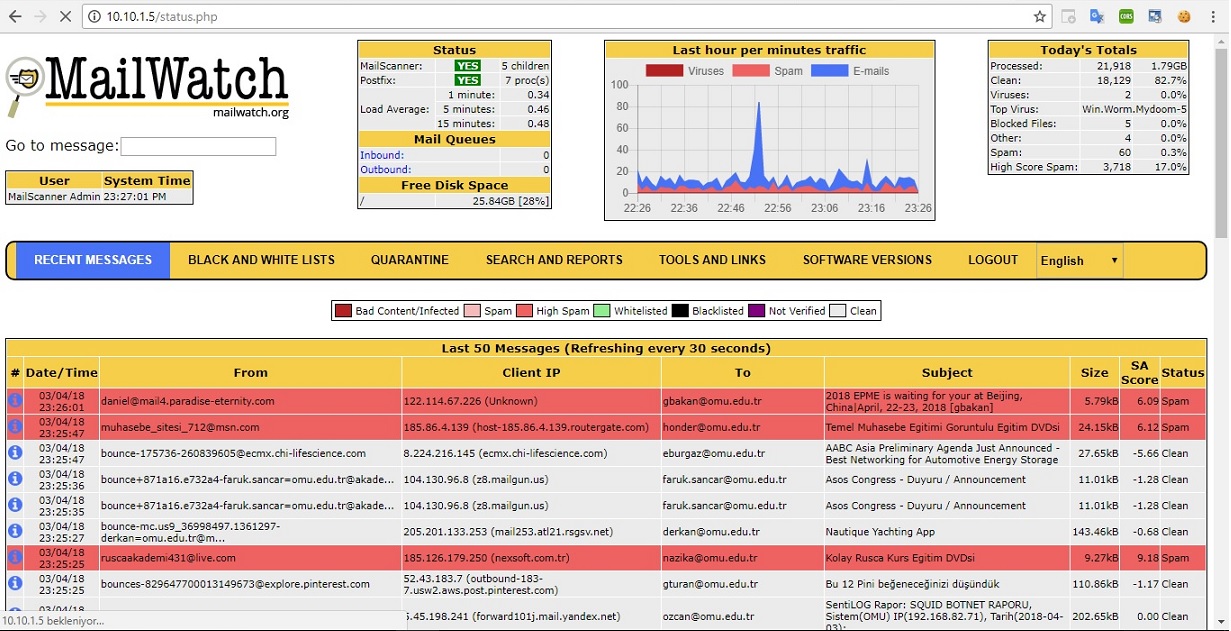 10.10.1.5/status.php
CORS
MailWatch
mailwatch.org
Go to message:
User System Time
MailScanner Admin 23:27:01 PM
Status
MailScanner: YES 5 children
Postfix: YES 7 proc(s)
1 minute: 0.34
Load Average: 5 minutes: 0.46
15 minutes: 0.48
Mail Queues
Inbound: 0
Outbound: 0
Free Disk Space
/ 25.84GB [28%]
Last hour per minutes traffic
Viruses Spam E-mails
100
80
60
40
20
0
22:26 22:36 22:46 22:56 23:06 23:16 23:26
Today's Totals
Processed: 21,918 1.79GB
Clean: 18,129 82.7%
Viruses: 2 0.0%
Top Virus: Win.Worm.Mydoom-5
Blocked Files: 5 0.0%
Other: 4 0.0%
Spam: 60 0.3%
High Score Spam: 3,718 17.0%
RECENT MESSAGES BLACK AND WHITE LISTS QUARANTINE SEARCH AND REPORTS TOOLS AND LINKS SOFTWARE VERSIONS LOGOUT English
Bad Content/Infected Spam High Spam Whitelisted Blacklisted Not Verified Clean
Last 50 Messages (Refreshing every 30 seconds)
# Date/Time From Client IP To Subject Size SA Score Status
03/04/18 23:26:01 daniel@mail4.paradise-eternity.com 122.114.67.226 (Unknown) gbakan@omu.edu.tr 2018 EPME is waiting for your at Beijing, China|April, 22-23, 2018 [gbakan] 5.79kB 6.09 Spam
03/04/18 23:25:47 muhasebe_sitesi_712@msn.com 185.86.4.139 (host-185.86.4.139.routergate.com) honder@omu.edu.tr Temel Muhasebe Egitimi Goruntulu Egitim DVDsi 24.15kB 6.12 Spam
03/04/18 23:25:47 bounce-175736-260839605@ecmx.chi-lifescience.com 8.224.216.145 (ecmx.chi-lifescience.com) eburgaz@omu.edu.tr AABC Asia Preliminary Agenda Just Announced - Best Networking for Automotive Energy Storage 27.65kB -5.66 Clean
03/04/18 23:25:36 bounce+871a16.e732a4-faruk.sancar=omu.edu.tr@akade... 104.130.96.8 (z8.mailgun.us) faruk.sancar@omu.edu.tr Asos Congress - Duyuru / Announcement 11.01kB -1.28 Clean
03/04/18 23:25:35 bounce+871a16.e732a4-faruk.sancar=omu.edu.tr@akade... 104.130.96.8 (z8.mailgun.us) faruk.sancar@omu.edu.tr Asos Congress - Duyuru / Announcement 11.01kB -1.28 Clean
03/04/18 23:25:27 bounce-mc.us9_36998497.1361297-derkan=omu.edu.tr@m... 205.201.133.253 (mail253.atl21.rsgsv.net) derkan@omu.edu.tr Nautique Yachting App 143.46kB -0.68 Clean
03/04/18 23:25:25 ruscaakademi431@live.com 185.126.179.250 (nexsoft.com.tr) nazika@omu.edu.tr Kolay Rusca Kurs Egitim DVDsi 9.27kB 9.18 Spam
03/04/18 23:25:25 bounces-829647700013149673@explore.pinterest.com 52.43.183.7 (outbound-183-7.usw2.aws.post.pinterest.com) gturan@omu.edu.tr Bu 12 Pini beğeneceğinizi düşündük 110.86kB -1.17 Clean
03/04/18 5.45.198.241 (forward101j.mail.yandex.net) ozcan@omu.edu.tr SentiLOG Rapor: SQUID BOTNET RAPORU, Sistem(OMU) IP(192.168.82.71), Tarih(2018-04-03): 202.65kB 0.00 Clean
10.10.1.5 bekleniyor...